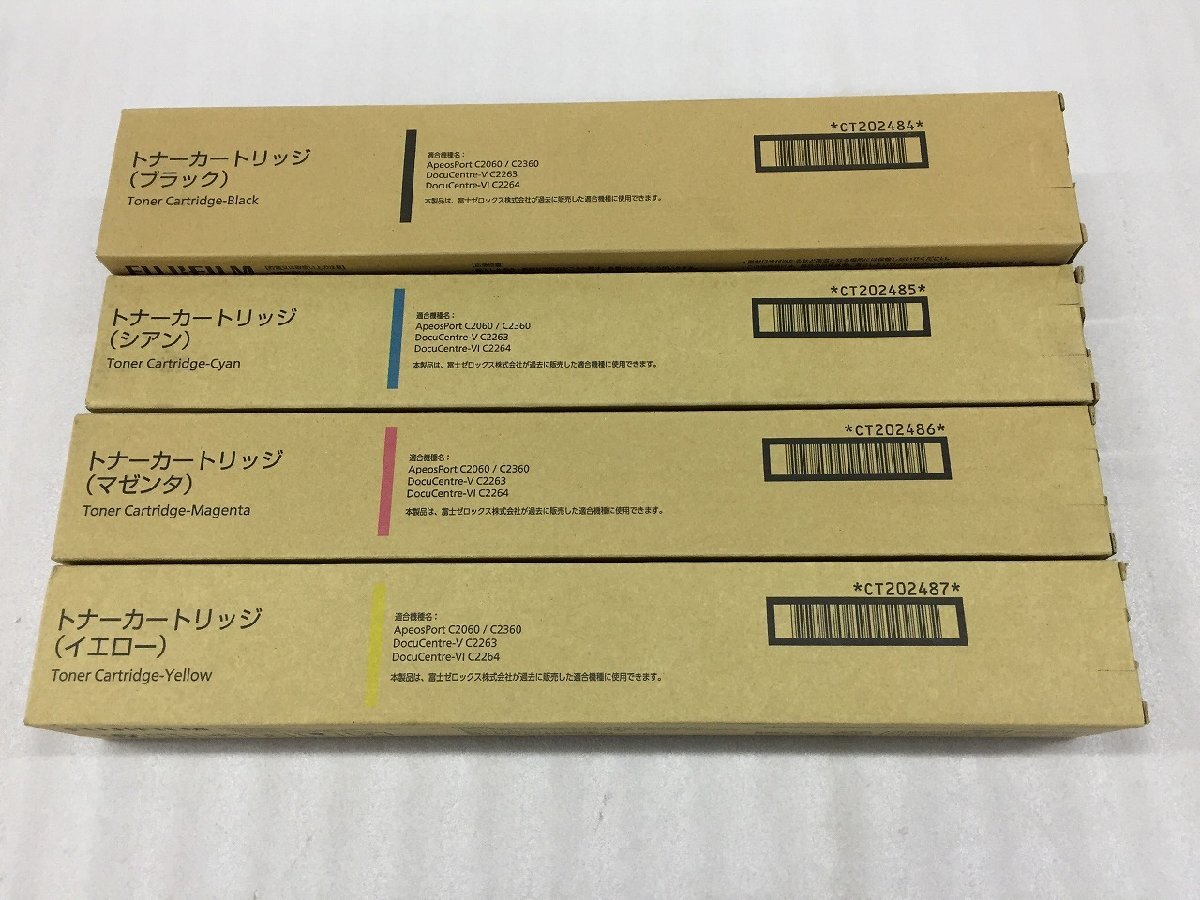 トナーカートリッジ
(ブラック)
Toner Cartridge-Black
適合機種名：
ApeosPort C2060 / C2360
DocuCentre-V C2263
DocuCentre-VI C2264
本製品は、富士ゼロックス株式会社が過去に販売した適合機種に使用できます。
*CT202484*
FUJIFILM
トナーカートリッジ
(シアン)
Toner Cartridge-Cyan
適合機種名：
ApeosPort C2060 / C2360
DocuCentre-V C2263
DocuCentre-VI C2264
本製品は、富士ゼロックス株式会社が過去に販売した適合機種に使用できます。
*CT202485*
トナーカートリッジ
(マゼンタ)
Toner Cartridge-Magenta
適合機種名：
ApeosPort C2060 / C2360
DocuCentre-V C2263
DocuCentre-VI C2264
本製品は、富士ゼロックス株式会社が過去に販売した適合機種に使用できます。
*CT202486*
トナーカートリッジ
(イエロー)
Toner Cartridge-Yellow
適合機種名：
ApeosPort C2060 / C2360
DocuCentre-V C2263
DocuCentre-VI C2264
本製品は、富士ゼロックス株式会社が過去に販売した適合機種に使用できます。
*CT202487*